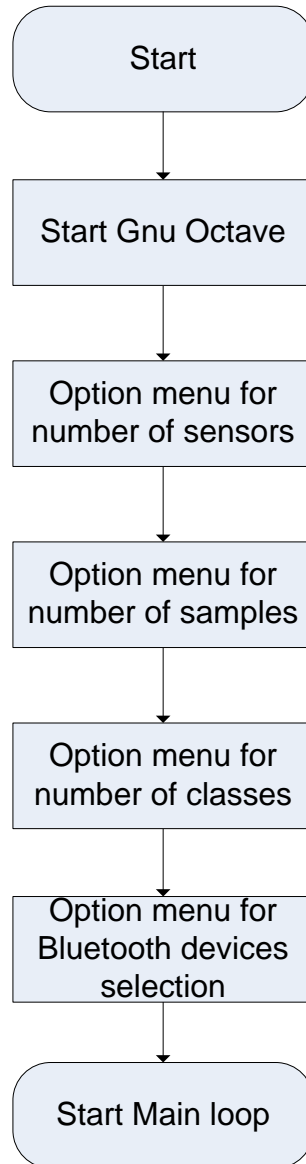 Start
Start Gnu Octave
Option menu for
number of sensors
Option menu for
number of samples
Option menu for
number of classes
Option menu for
Bluetooth devices
selection
Start Main loop